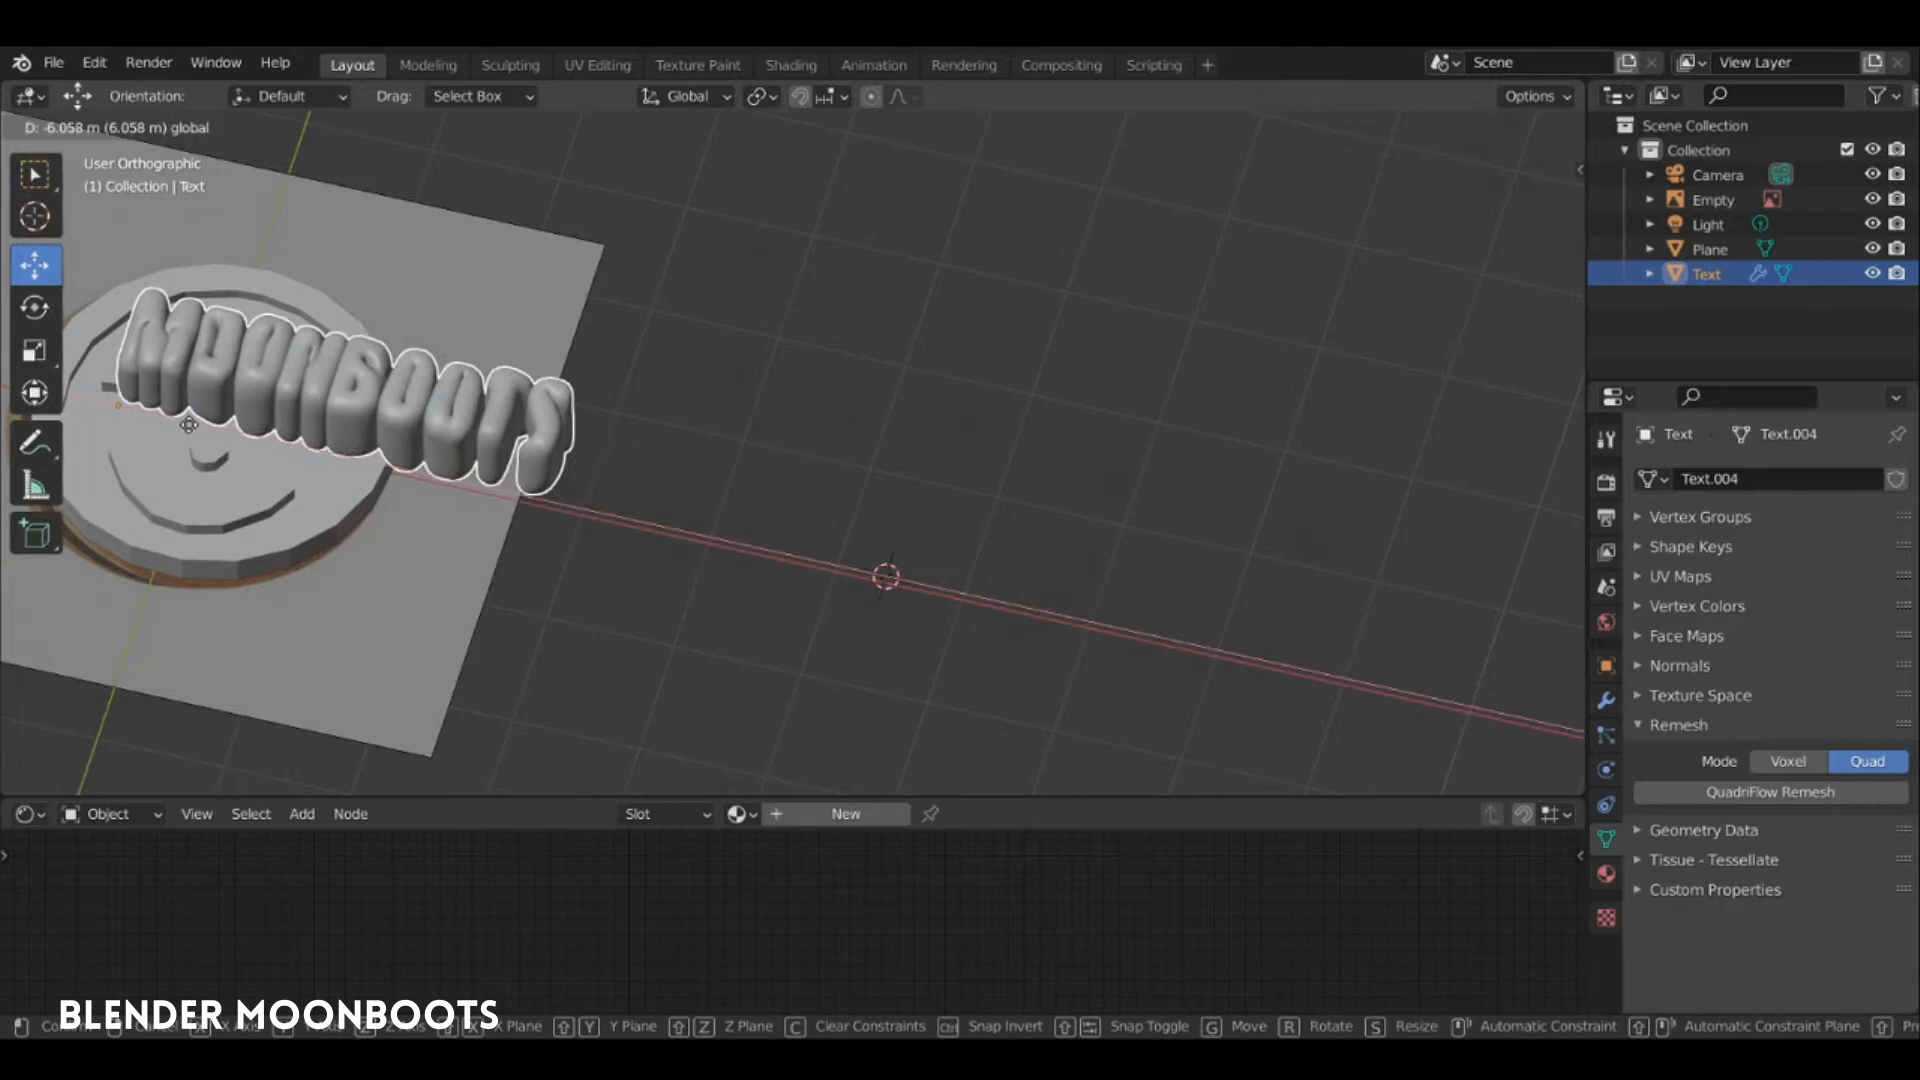 File Edit Render Window Help Layout Modeling Sculpting UV Editing Texture Paint Shading Animation Rendering Compositing Scripting + Scene View Layer
Orientation: Default Drag: Select Box Global Options
D: -6.058 m (6.058 m) global
User Orthographic
(1) Collection | Text
MOONBOOTS
Scene Collection
Collection
Camera
Empty
Light
Plane
Text
Text Text.004
Text.004
Vertex Groups
Shape Keys
UV Maps
Vertex Colors
Face Maps
Normals
Texture Space
Remesh
Mode Voxel Quad
QuadriFlow Remesh
Geometry Data
Tissue - Tessellate
Custom Properties
Object View Select Add Node Slot + New
BLENDER MOONBOOTS
Plane Y Y Plane Z Z Plane C Clear Constraints Ctrl Snap Invert Snap Toggle G Move R Rotate S Resize Automatic Constraint Automatic Constraint Plane